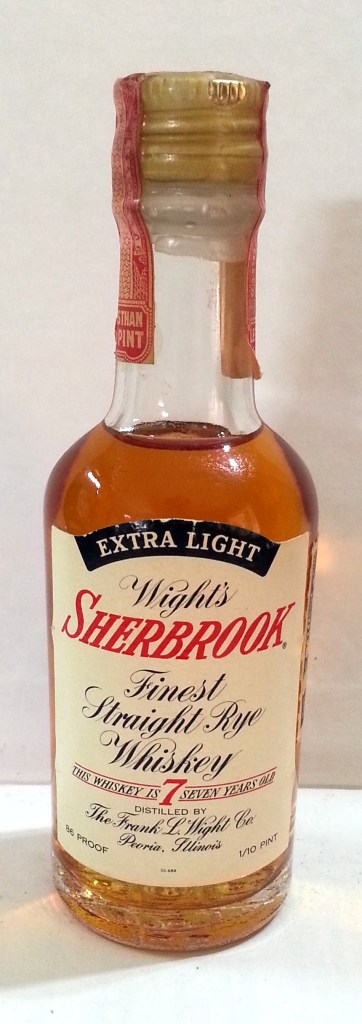 STHAN
PINT
EXTRA LIGHT
Wight's
SHERBROOK®
Finest
Straight Rye
Whiskey
THIS WHISKEY IS 7 SEVEN YEARS OLD
DISTILLED BY
The Frank L. Wight Co.
Peoria, Illinois
86 PROOF
1/10 PINT